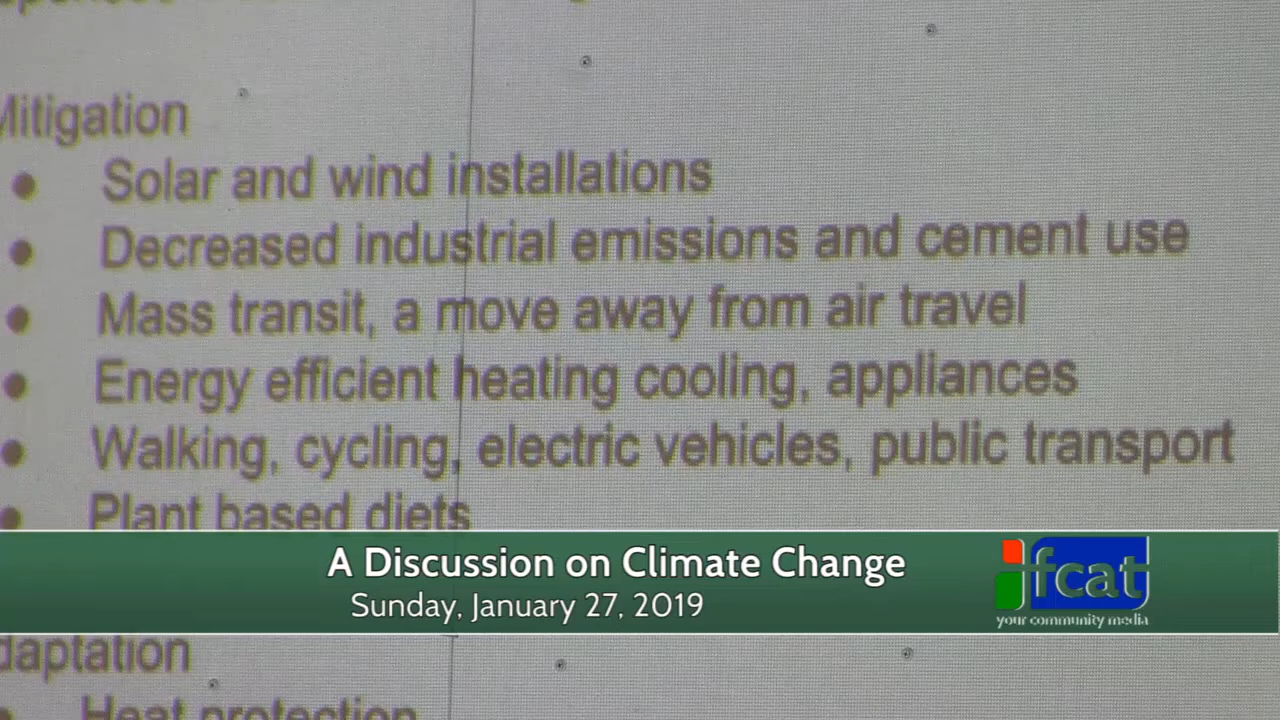 Mitigation
• Solar and wind installations
• Decreased industrial emissions and cement use
• Mass transit, a move away from air travel
• Energy efficient heating cooling, appliances
• Walking, cycling, electric vehicles, public transport
• Plant based diets
A Discussion on Climate Change
Sunday, January 27, 2019
fcat
your community media
daptation
Heat protection